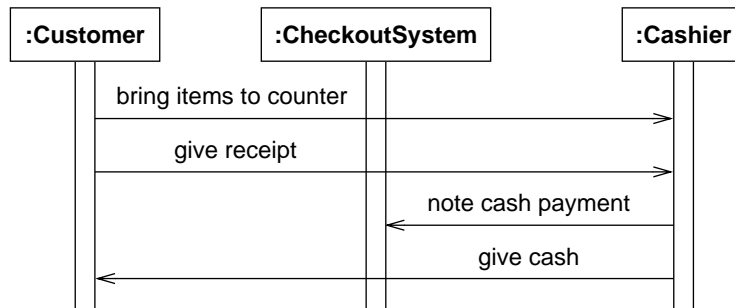 :Customer
:CheckoutSystem
:Cashier
bring items to counter
give receipt
note cash payment
give cash